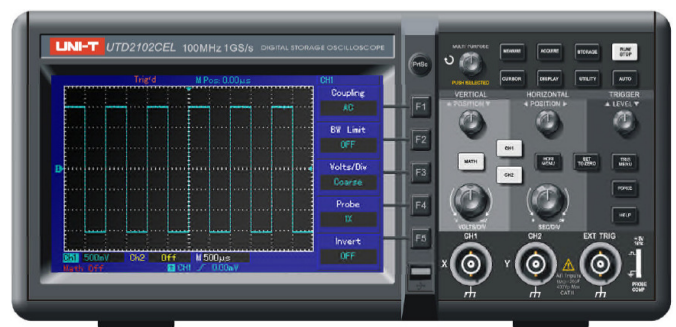 UNI-T UTD2102CEL 100MHz 1GS/s DIGITAL STORAGE OSCILLOSCOPE
Trig'd M Pos: 0.00μs CH1
Coupling
AC
BW Limit
OFF
Volts/Div
Coarse
Probe
1X
Invert
OFF
Ch1 500mV Ch2 Off M 500μs
Math Off CH1 0.00mV
PrtSc
F1
F2
F3
F4
F5
MULTI PURPOSE
PUSH SELECTED
MEASURE
ACQUIRE
STORAGE
RUN/
STOP
CURSOR
DISPLAY
UTILITY
AUTO
VERTICAL
POSITION
HORIZONTAL
POSITION
TRIGGER
LEVEL
CH1
MATH
CH2
HORI
MENU
SET
TO ZERO
TRIG
MENU
FORCE
HELP
VOLTS/DIV
SEC/DIV
CH1
CH2
EXT TRIG
X
Y
All Inputs
CAT II
PROBE
COMP